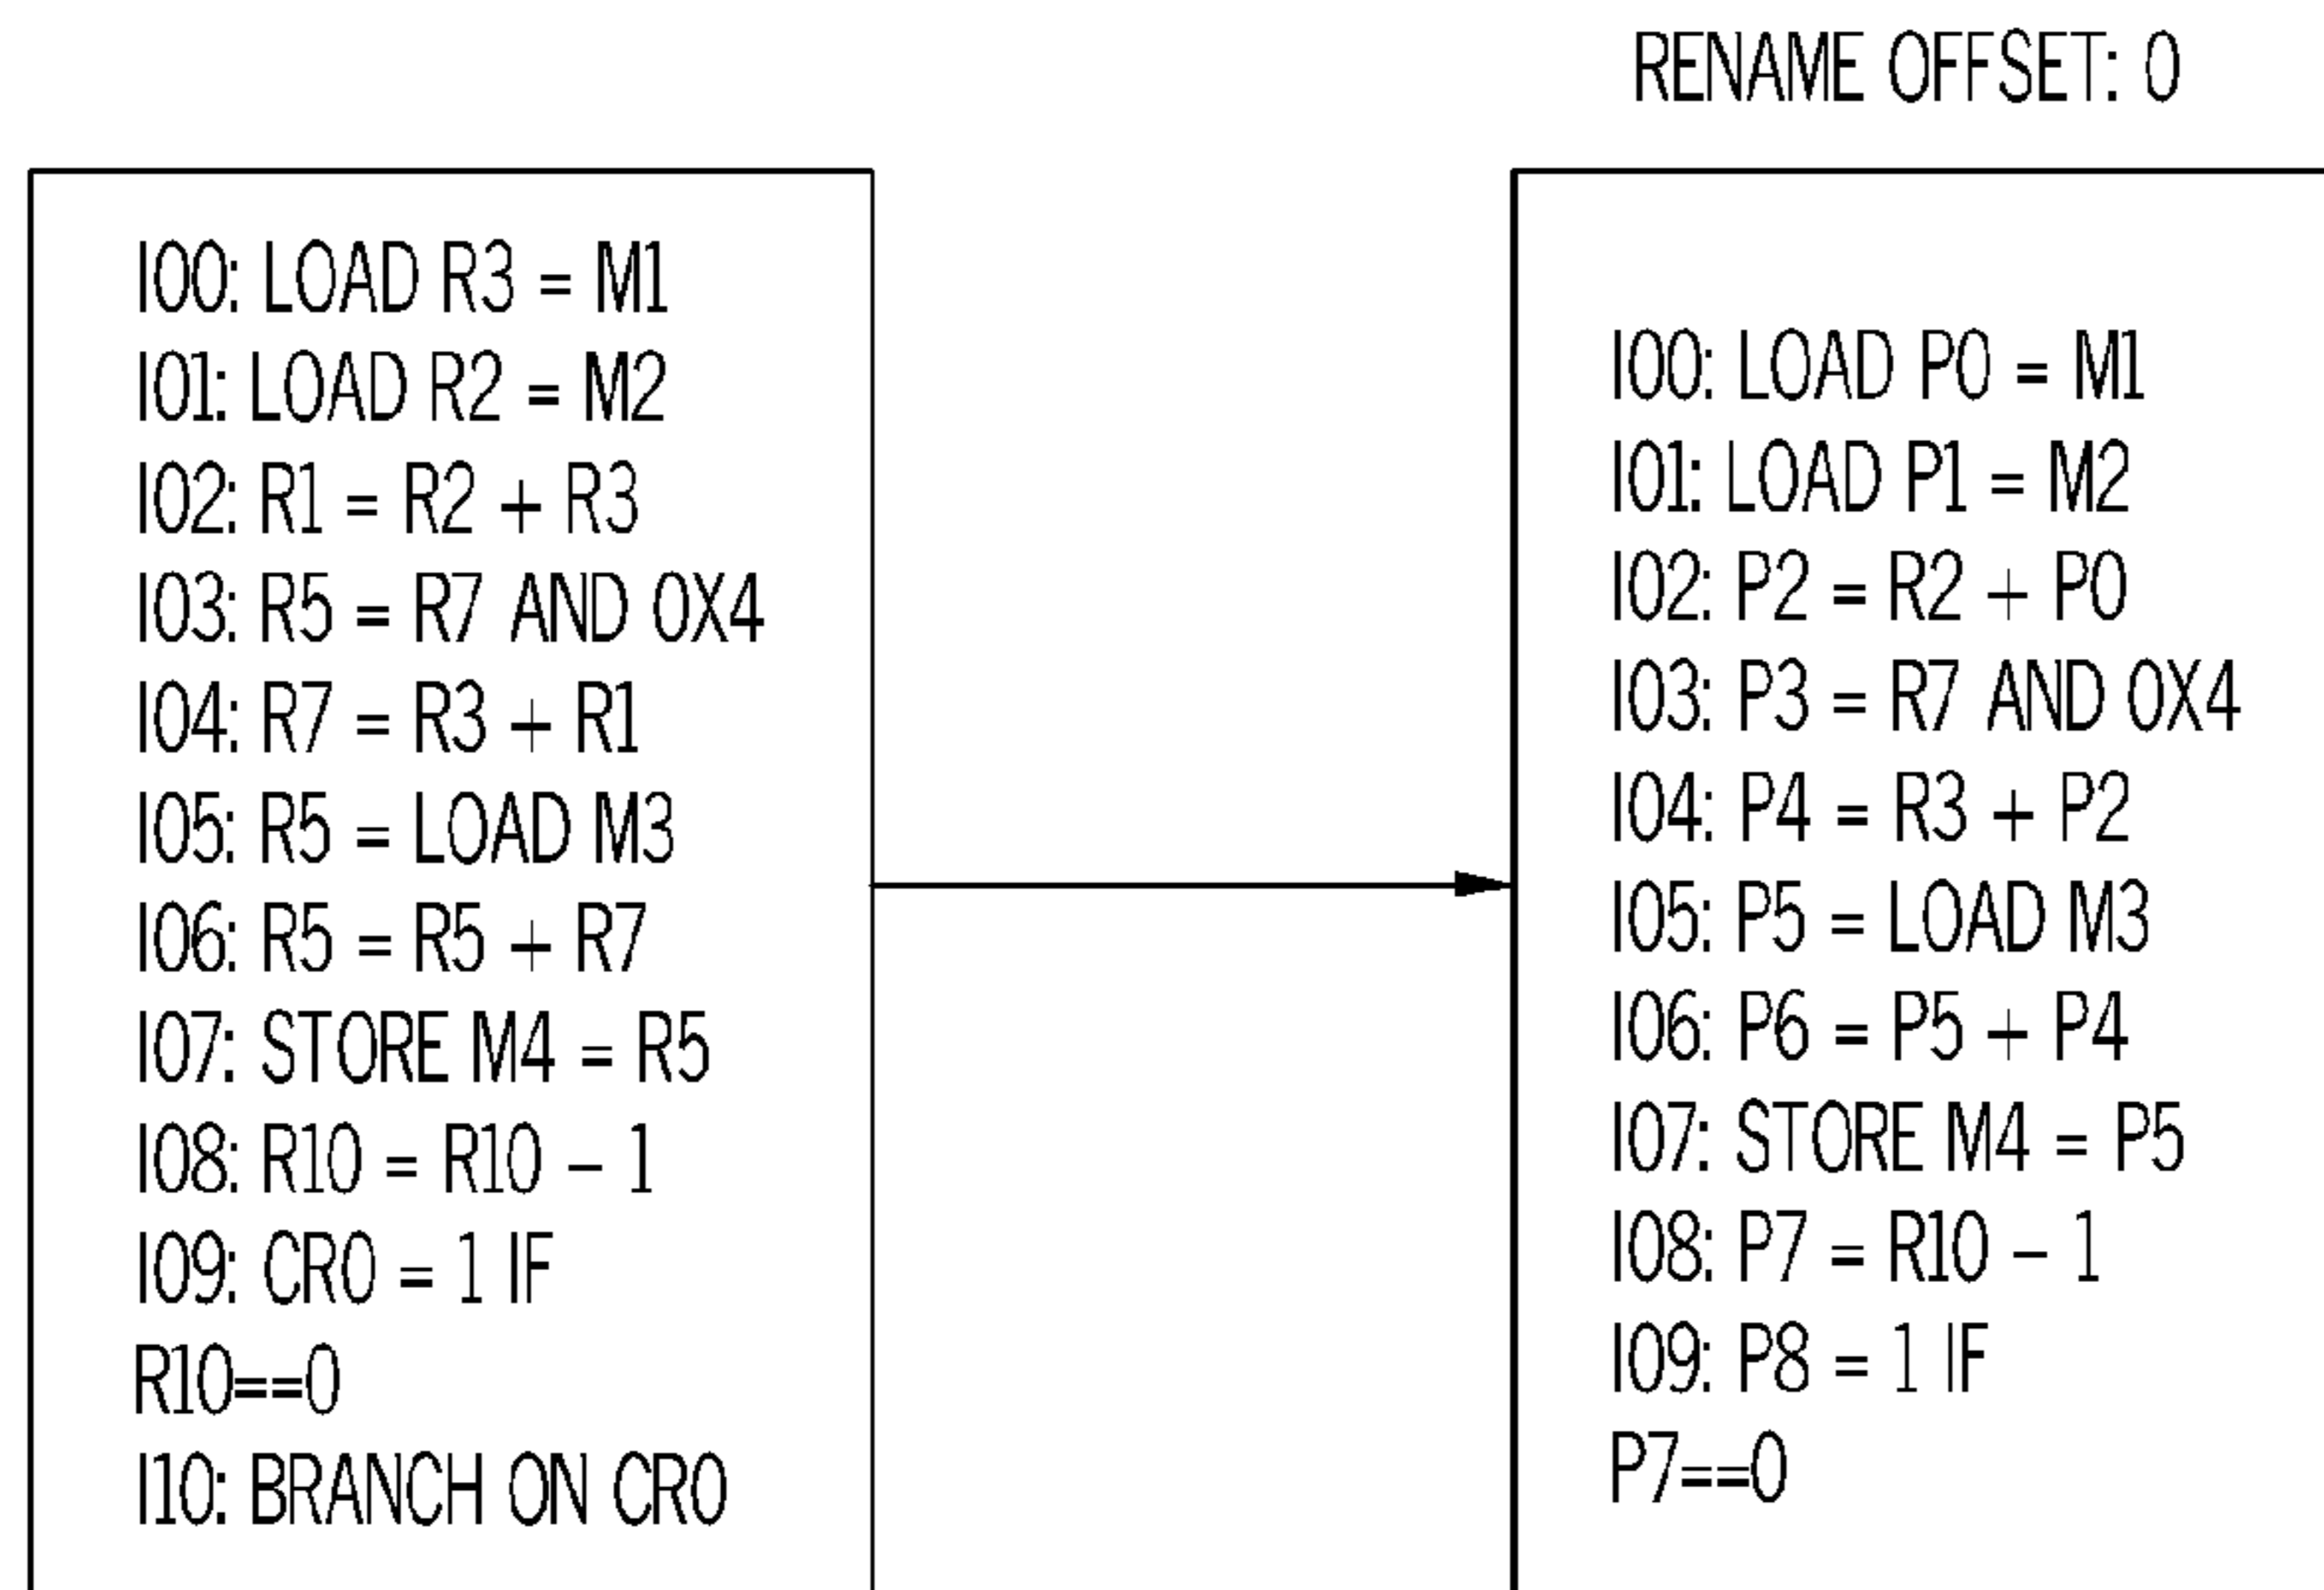 RENAME OFFSET: 0
I00: LOAD R3 = M1
I01: LOAD R2 = M2
I02: R1 = R2 + R3
I03: R5 = R7 AND 0X4
I04: R7 = R3 + R1
I05: R5 = LOAD M3
I06: R5 = R5 + R7
I07: STORE M4 = R5
I08: R10 = R10 – 1
I09: CR0 = 1 IF
R10==0
I10: BRANCH ON CR0
I00: LOAD P0 = M1
I01: LOAD P1 = M2
I02: P2 = R2 + P0
I03: P3 = R7 AND 0X4
I04: P4 = R3 + P2
I05: P5 = LOAD M3
I06: P6 = P5 + P4
I07: STORE M4 = P5
I08: P7 = R10 – 1
I09: P8 = 1 IF
P7==0